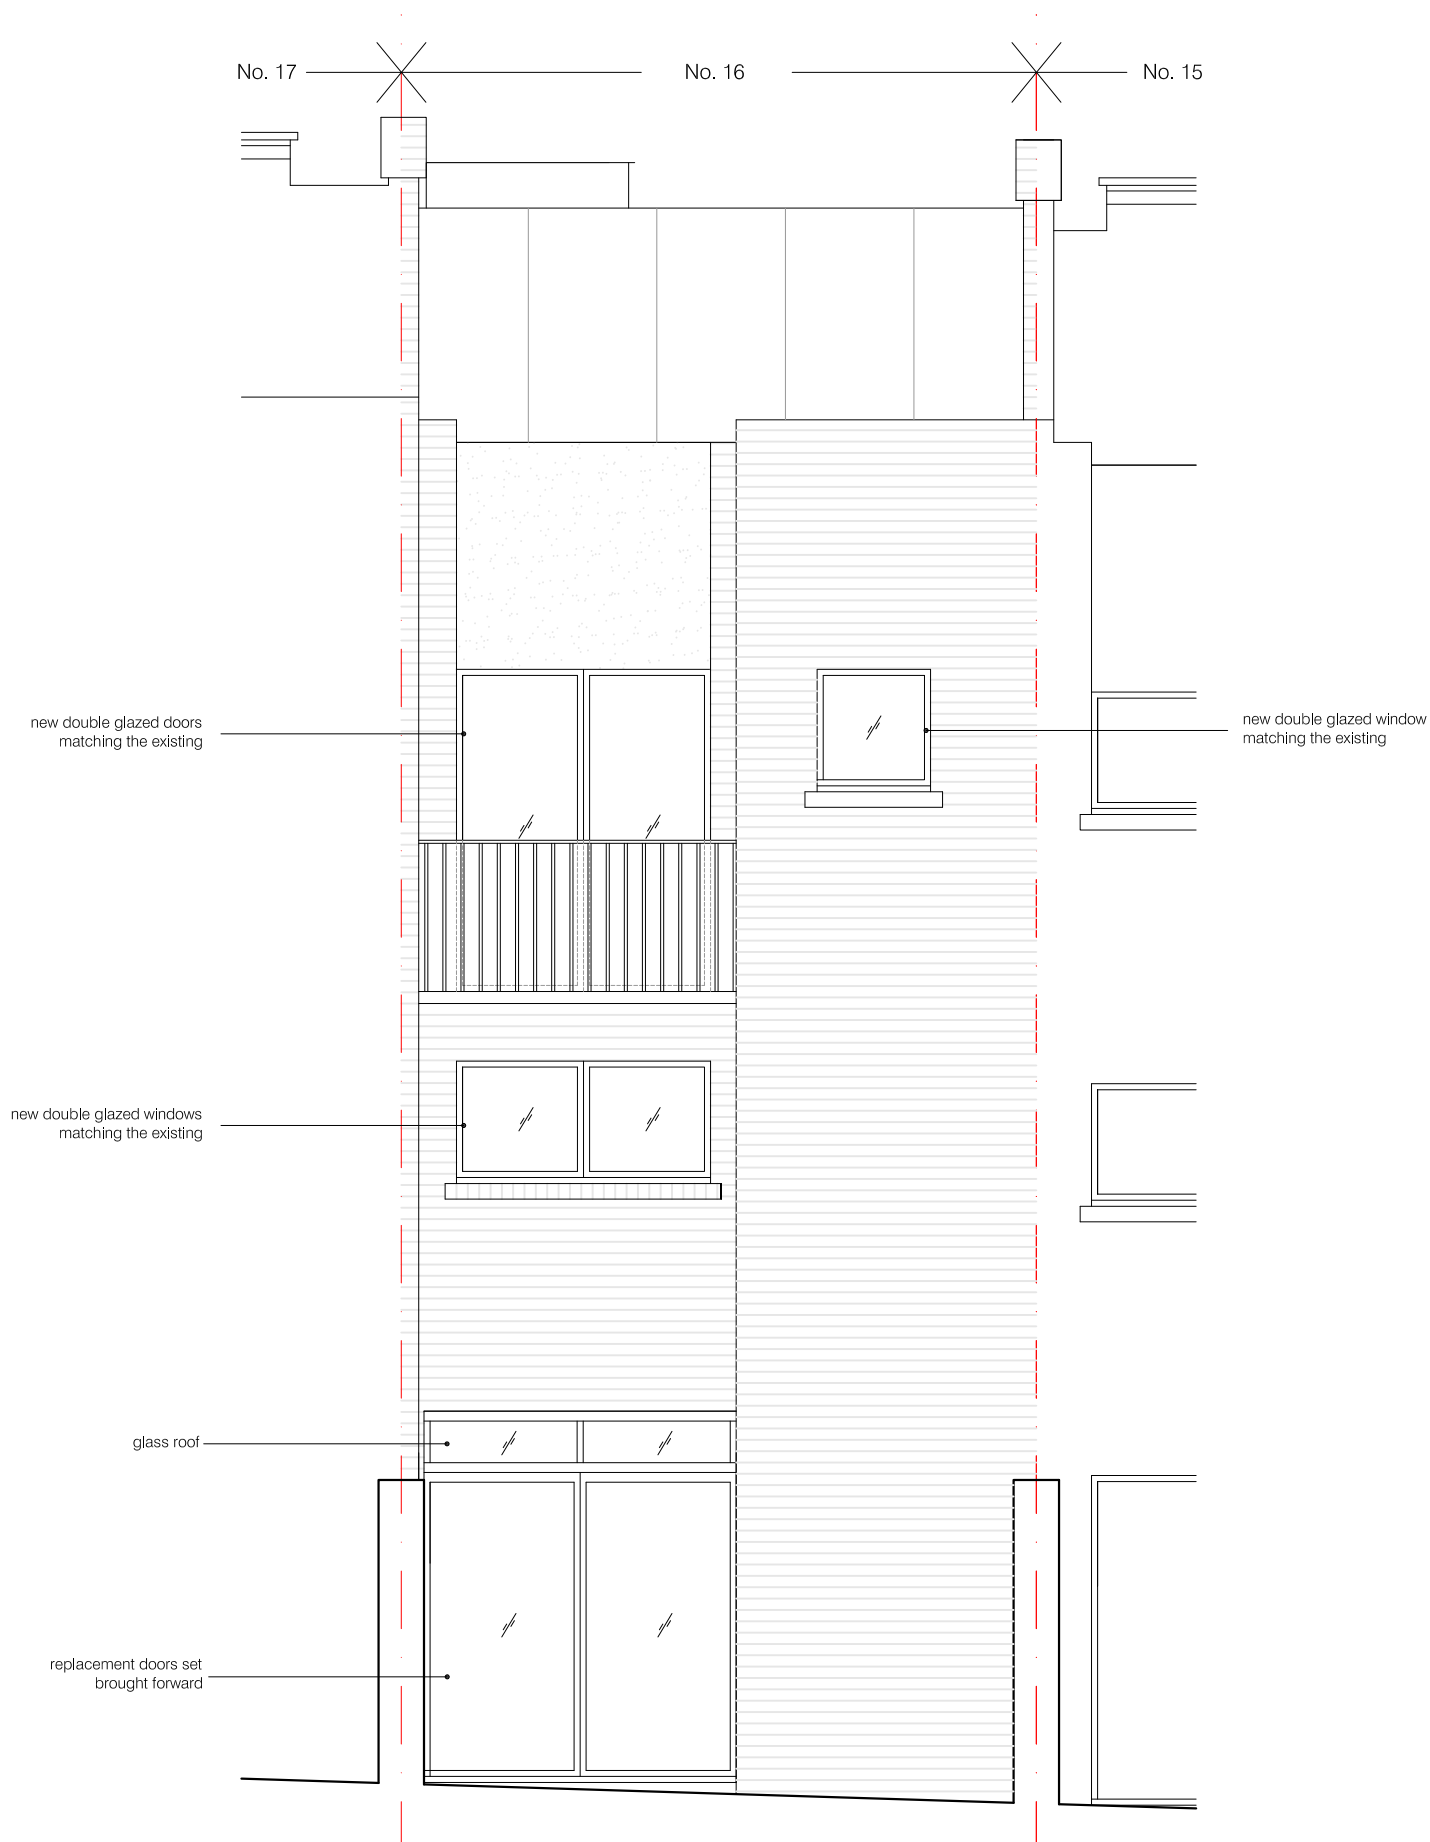 No. 17
No. 16
No. 15
new double glazed doors
matching the existing
new double glazed window
matching the existing
new double glazed windows
matching the existing
glass roof
replacement doors set
brought forward